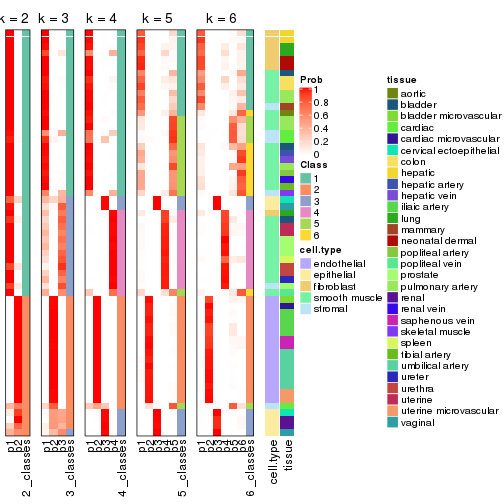 k = 2
k = 3
k = 4
k = 5
k = 6
p1
p2
2_classes
p1
p2
p3
3_classes
p1
p2
p3
p4
4_classes
p1
p2
p3
p4
p5
5_classes
p1
p2
p3
p4
p5
p6
6_classes
cell.type
tissue
Prob
1
0.8
0.6
0.4
0.2
0
Class
1
2
3
4
5
6
cell.type
endothelial
epithelial
fibroblast
smooth muscle
stromal
tissue
aortic
bladder
bladder microvascular
cardiac
cardiac microvascular
cervical ectoepithelial
colon
hepatic
hepatic artery
hepatic vein
iliac artery
lung
mammary
neonatal dermal
popliteal artery
popliteal vein
prostate
pulmonary artery
renal
renal vein
saphenous vein
skeletal muscle
spleen
tibial artery
umbilical artery
ureter
urethra
uterine
uterine microvascular
vaginal